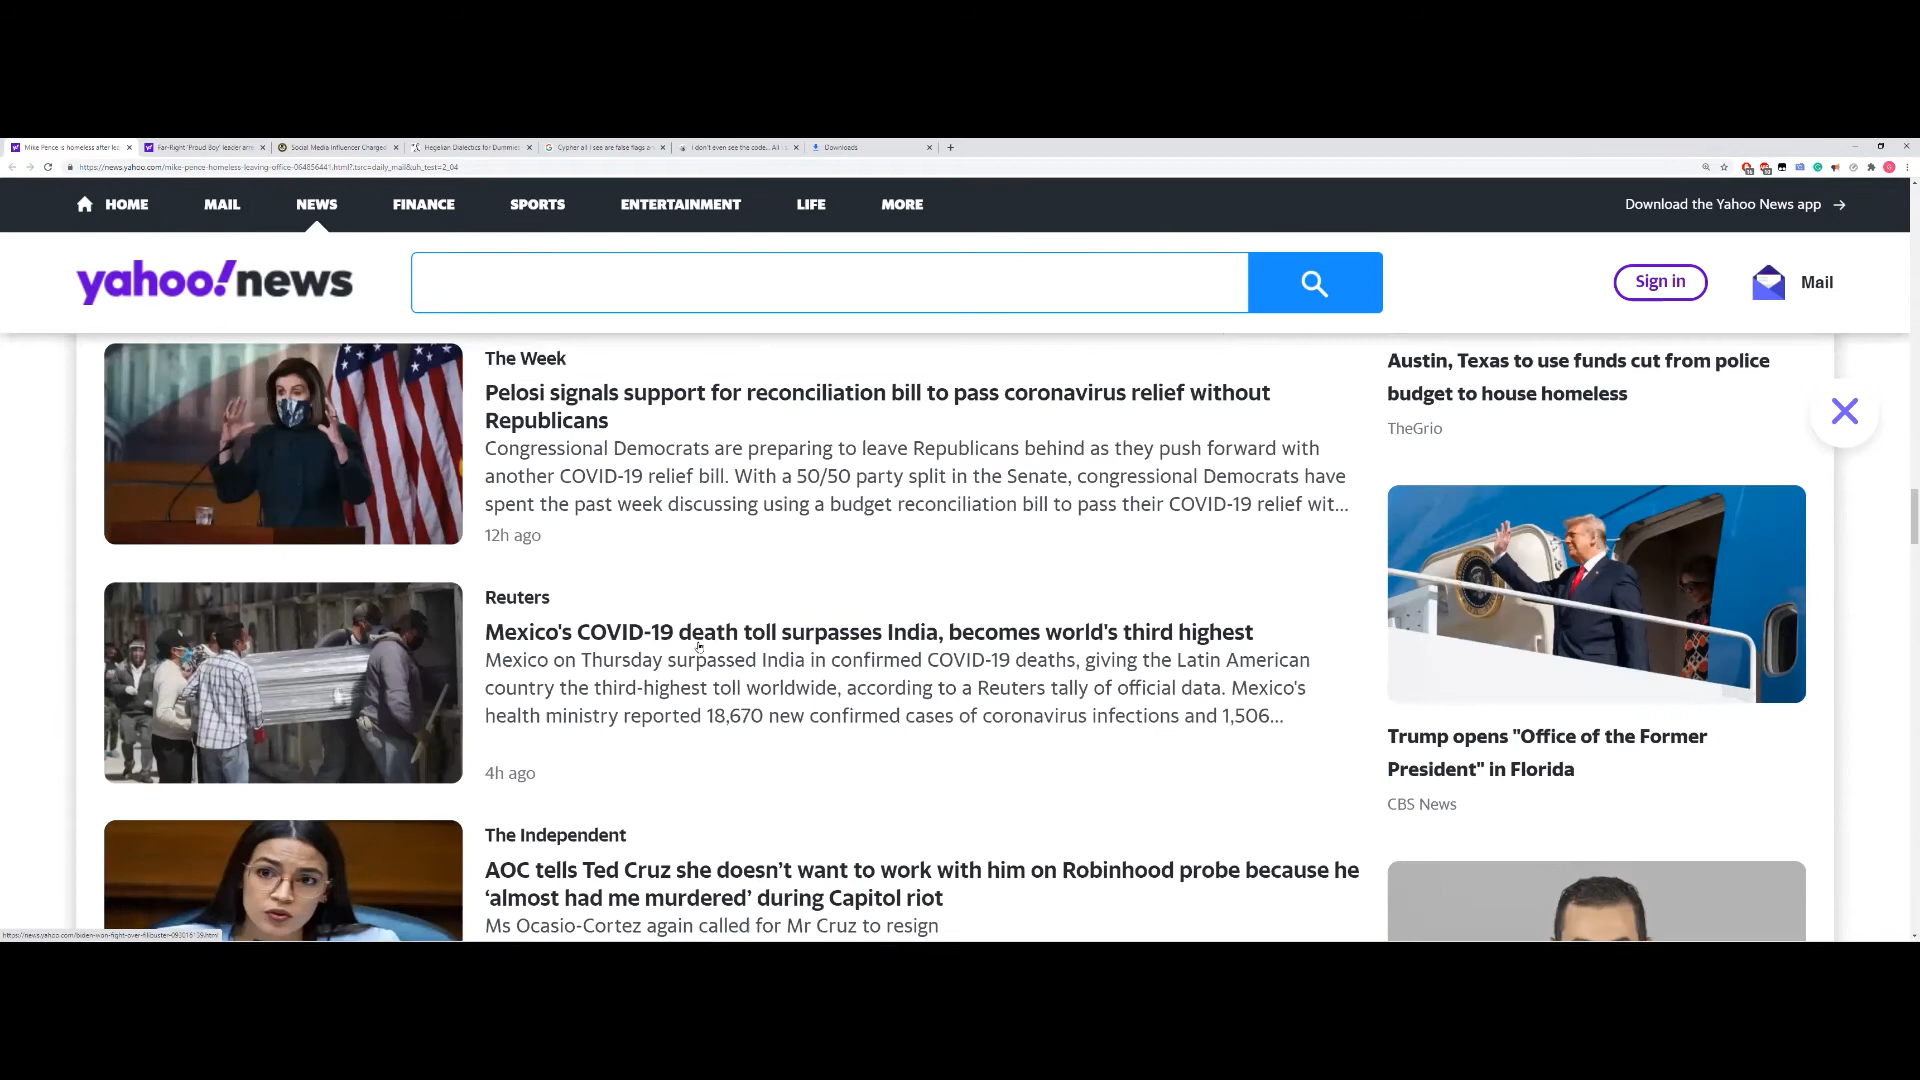 Mike Pence is homeless after lea
Far-Right 'Proud Boy' leader arre
Social Media Influencer Charged
Hegelian Dialectics for Dummies
Cypher all I see are false flags a
I don't even see the code... All I
Downloads
https://news.yahoo.com/mike-pence-homeless-leaving-office-064856441.html?.tsrc=daily_mail&uh_test=2_04
HOME MAIL NEWS FINANCE SPORTS ENTERTAINMENT LIFE MORE
Download the Yahoo News app
yahoo!news
Sign in
Mail
The Week
Pelosi signals support for reconciliation bill to pass coronavirus relief without
Republicans
Congressional Democrats are preparing to leave Republicans behind as they push forward with
another COVID-19 relief bill. With a 50/50 party split in the Senate, congressional Democrats have
spent the past week discussing using a budget reconciliation bill to pass their COVID-19 relief wit...
12h ago
Reuters
Mexico's COVID-19 death toll surpasses India, becomes world's third highest
Mexico on Thursday surpassed India in confirmed COVID-19 deaths, giving the Latin American
country the third-highest toll worldwide, according to a Reuters tally of official data. Mexico's
health ministry reported 18,670 new confirmed cases of coronavirus infections and 1,506...
4h ago
The Independent
AOC tells Ted Cruz she doesn't want to work with him on Robinhood probe because he
'almost had me murdered' during Capitol riot
Ms Ocasio-Cortez again called for Mr Cruz to resign
Austin, Texas to use funds cut from police
budget to house homeless
TheGrio
Trump opens "Office of the Former
President" in Florida
CBS News
https://news.yahoo.com/biden-wan-fight-over-filibuster-093016139.html